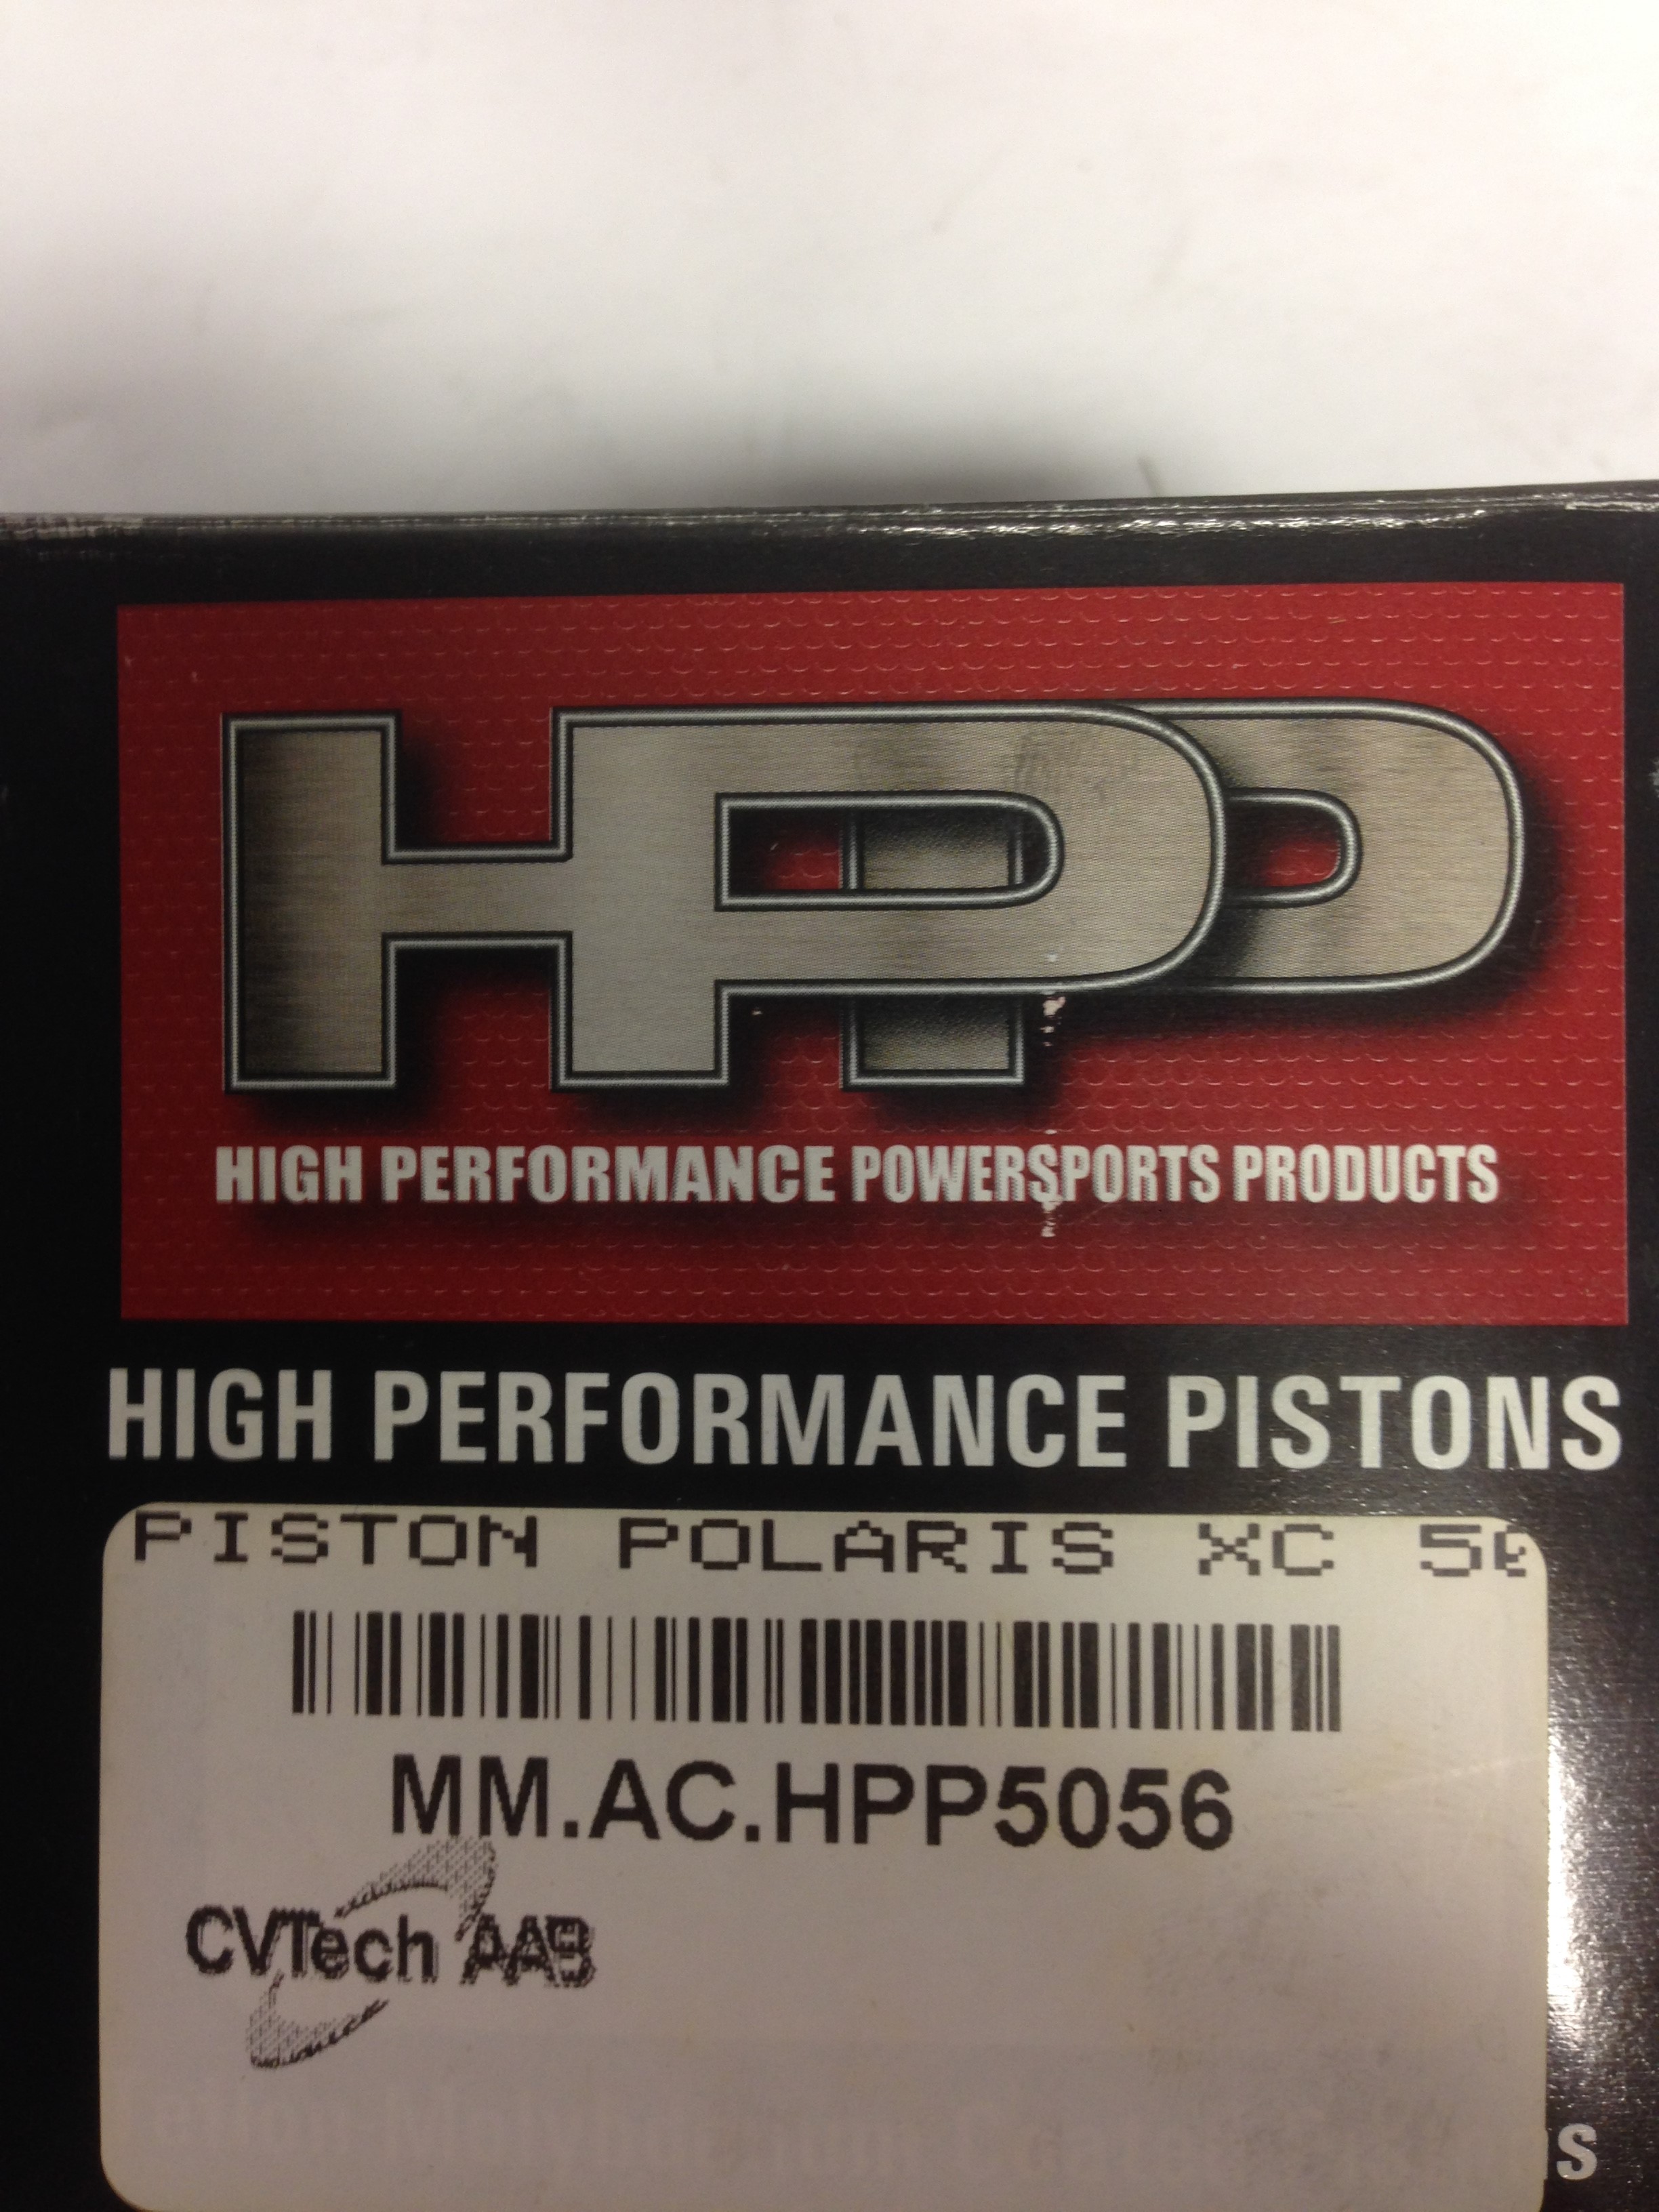 HPP
HIGH PERFORMANCE POWERSPORTS PRODUCTS
HIGH PERFORMANCE PISTONS
PISTON POLARIS XC
MM.AC.HPP5056
CVTech AAB